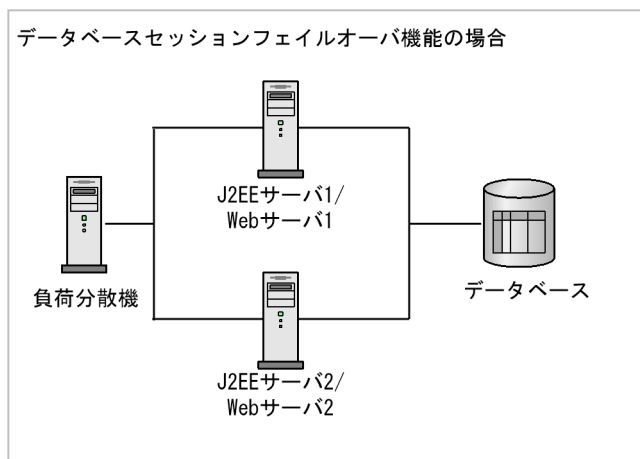 データベースセッションフェイルオーバ機能の場合
J2EEサーバ1/
Webサーバ1
負荷分散機
データベース
J2EEサーバ2/
Webサーバ2